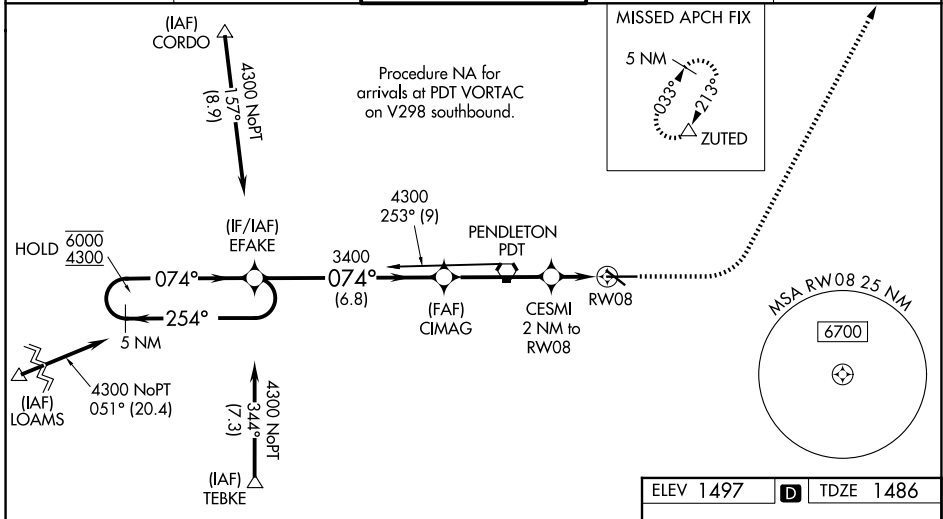 (IAF)
CORDO
4300 NoPT
157°
(8.9)
Procedure NA for
arrivals at PDT VORTAC
on V298 southbound.
MISSED APCH FIX
5 NM
033°
213°
ZUTED
HOLD
6000
4300
074°
254°
5 NM
(IF/IAF)
EFAKE
3400
074°
(6.8)
4300
253° (9)
PENDLETON
PDT
(FAF)
CIMAG
CESMI
2 NM to
RW08
RW08
(IAF)
LOAMS
4300 NoPT
051° (20.4)
4300 NoPT
344°
(7.3)
(IAF)
TEBKE
MSA RW08 25 NM
6700
ELEV 1497 D TDZE 1486